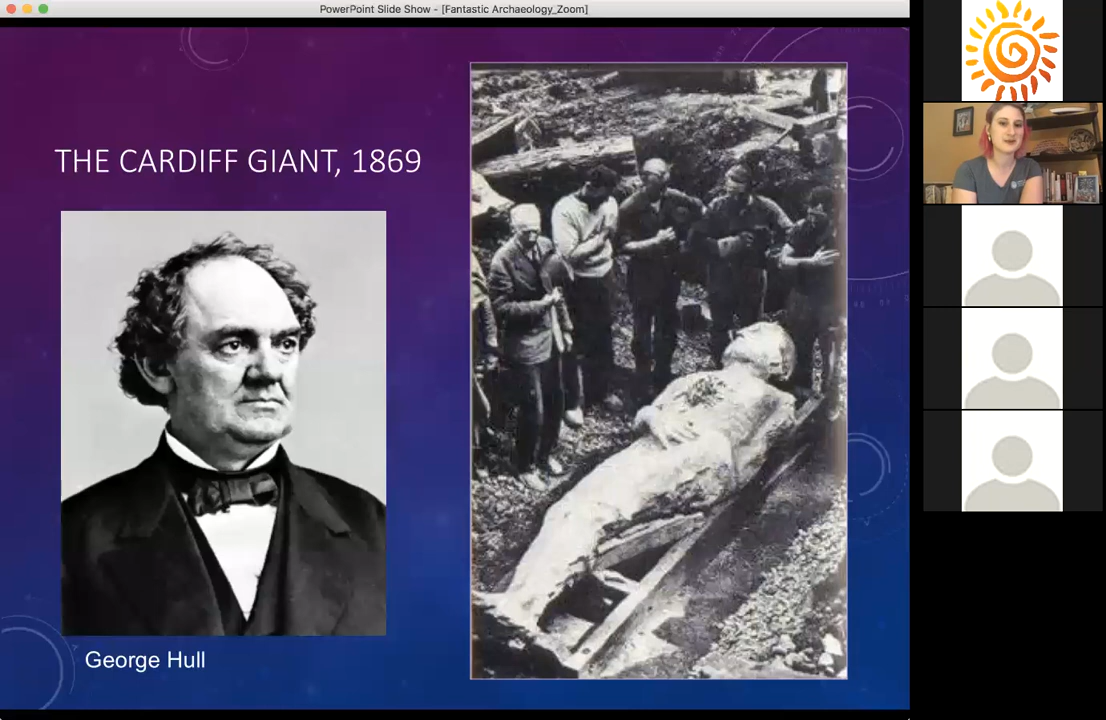 PowerPoint Slide Show - [Fantastic Archaeology_Zoom]
THE CARDIFF GIANT, 1869
George Hull